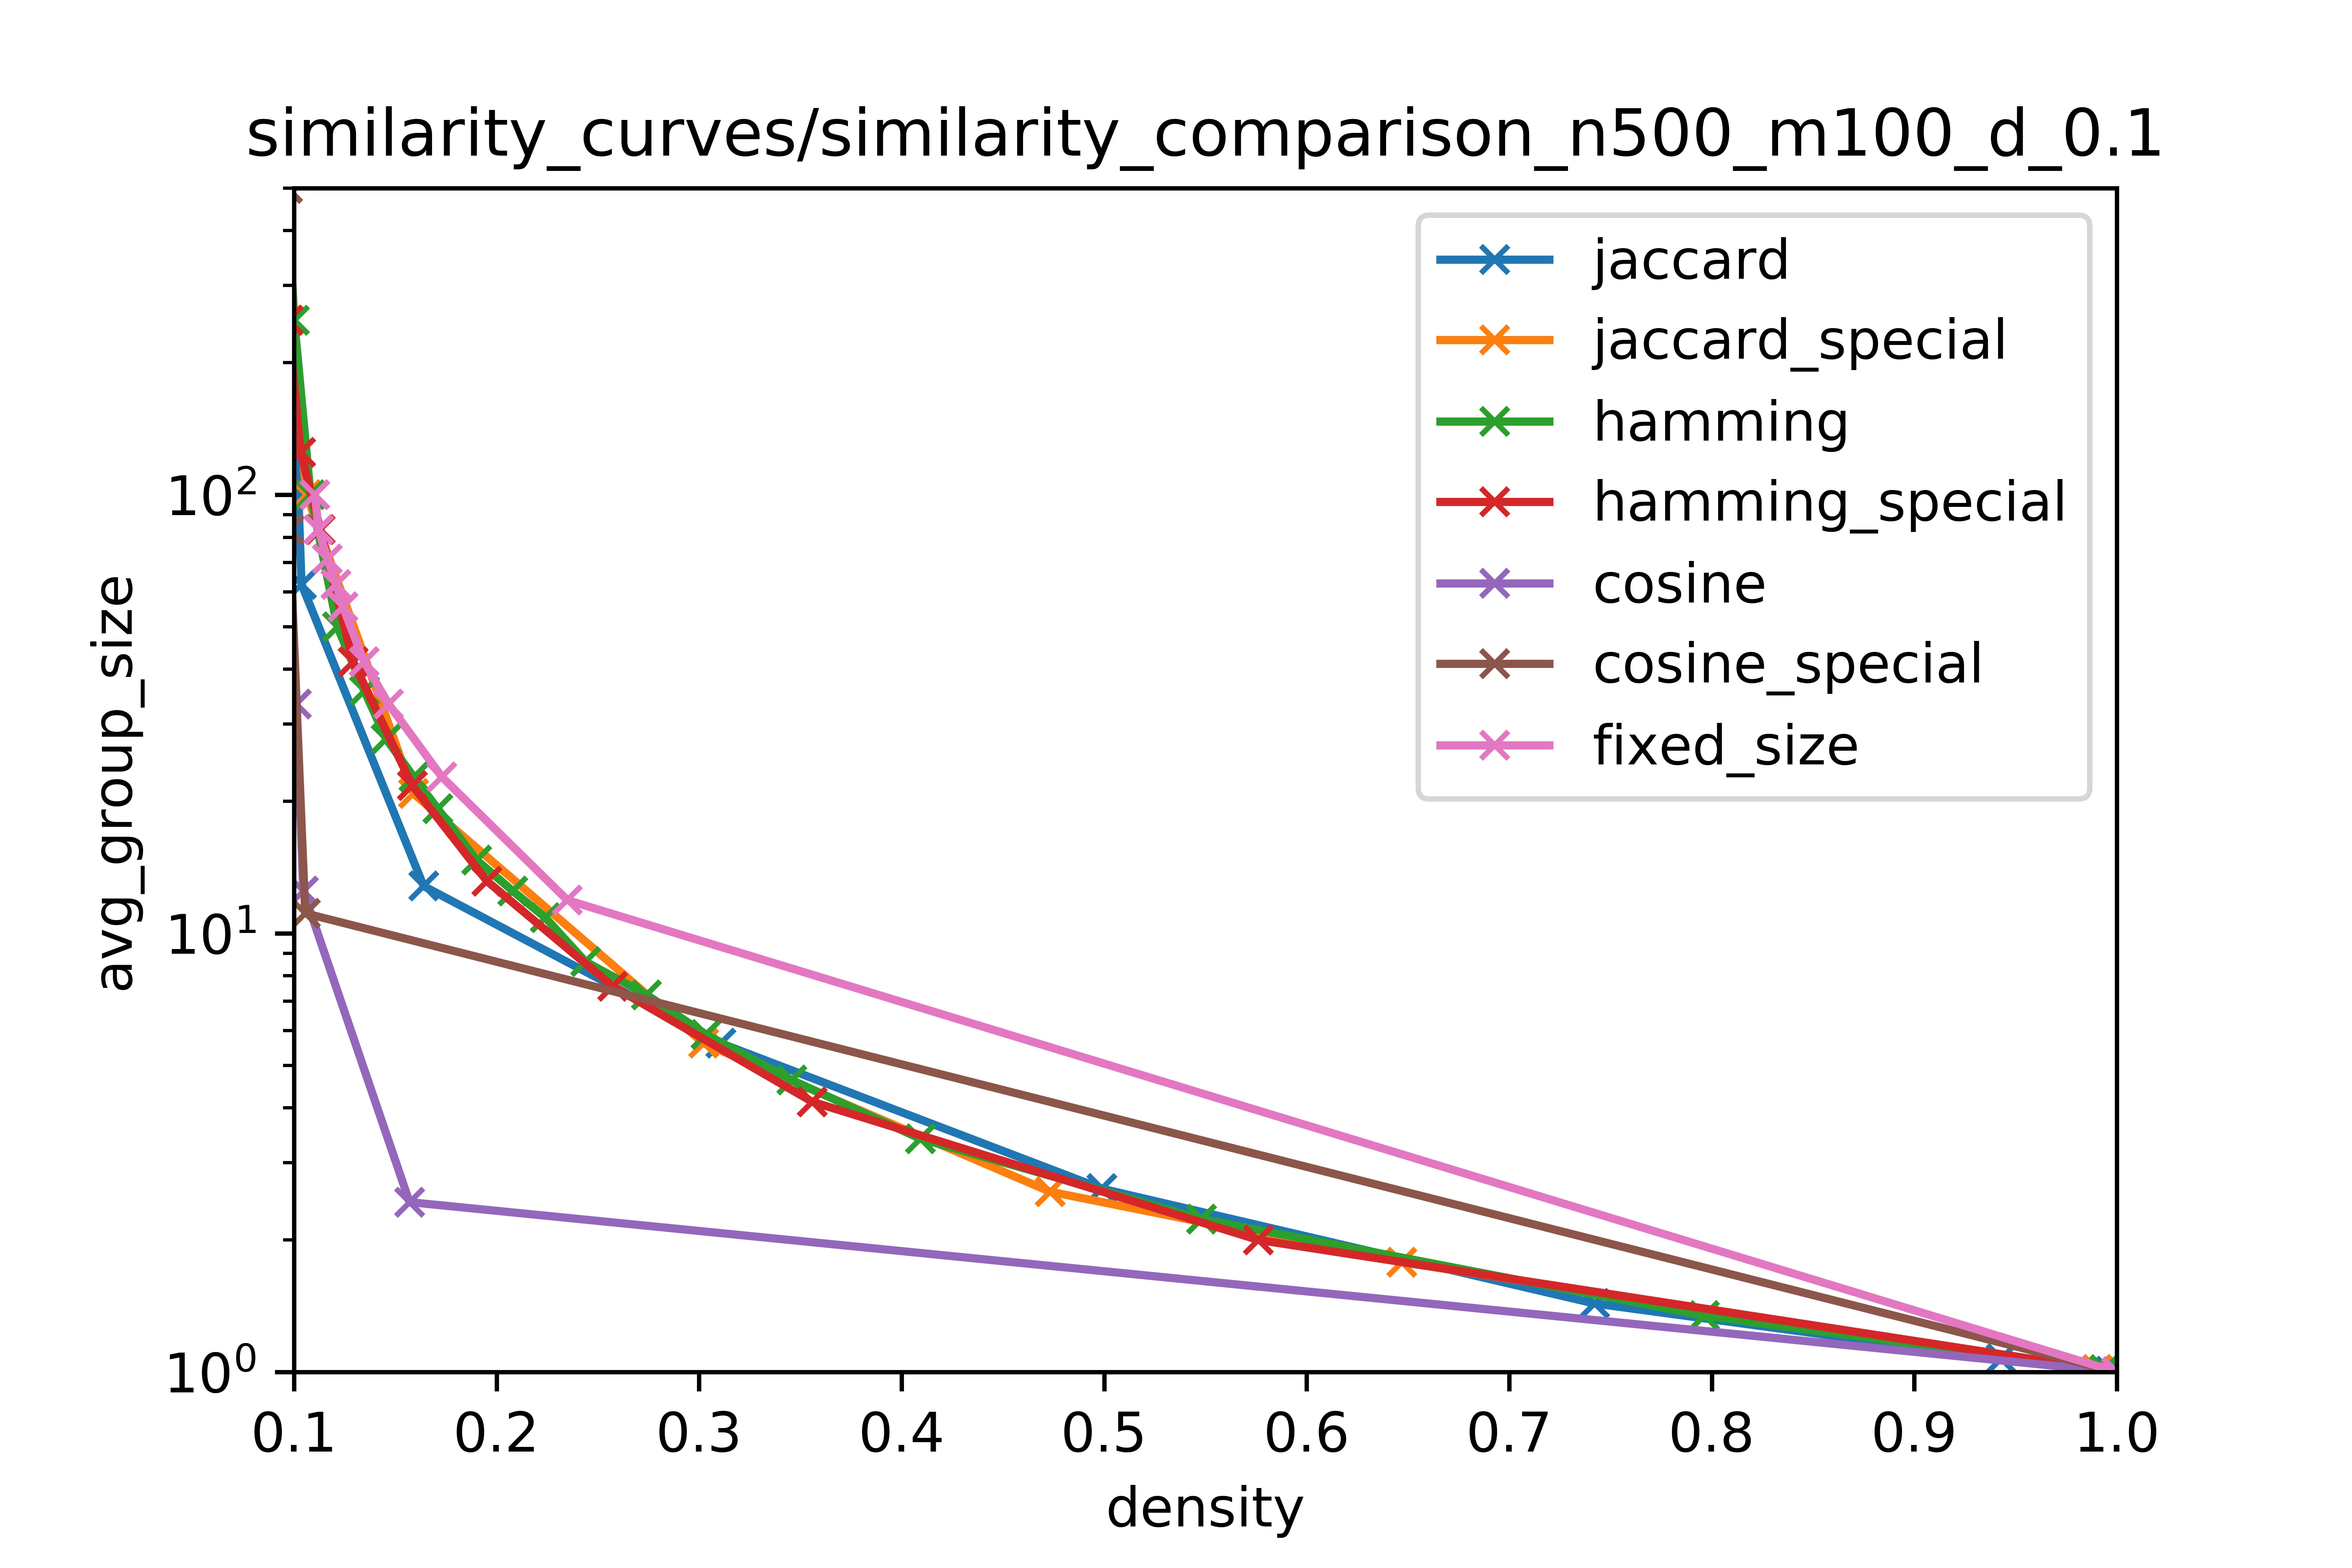 similarity_curves/similarity_comparison_n500_m100_d_0.1
jaccard
jaccard_special
hamming
hamming_special
cosine
cosine_special
fixed_size
10²
10¹
10⁰
avg_group_size
0.1 0.2 0.3 0.4 0.5 0.6 0.7 0.8 0.9 1.0
density